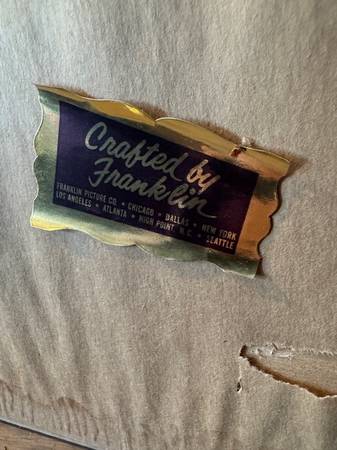 Crafted by
Franklin
FRANKLIN PICTURE CO. • CHICAGO • DALLAS • NEW YORK
LOS ANGELES • ATLANTA • HIGH POINT, N.C. • SEATTLE